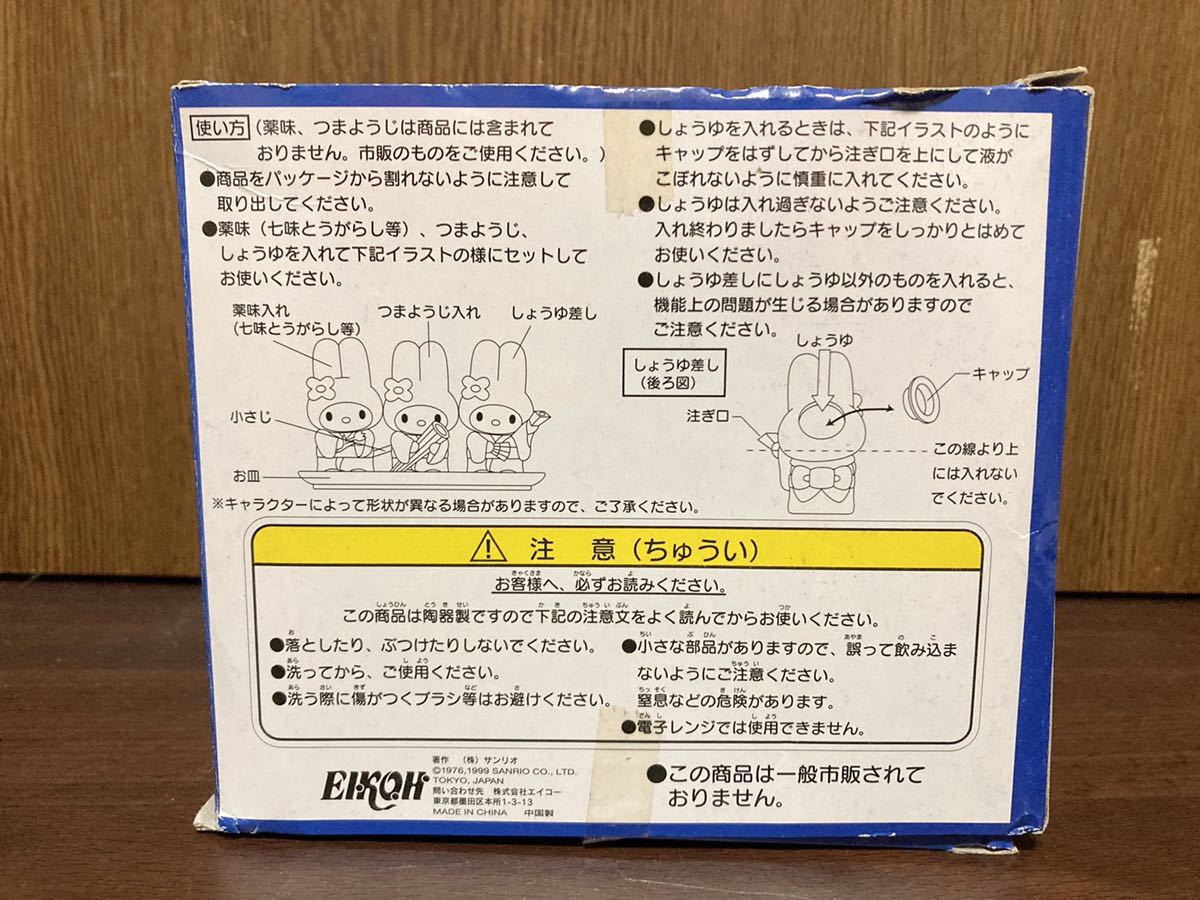 使い方 (薬味、つまようじは商品には含まれて
おりません。市販のものをご使用ください。)
●商品をパッケージから割れないように注意して
取り出してください。
●薬味(七味とうがらし等)、つまようじ、
しょうゆを入れて下記イラストの様にセットして
お使いください。
薬味入れ
(七味とうがらし等)
つまようじ入れ
しょうゆ差し
小さじ
お皿
※キャラクターによって形状が異なる場合がありますので、ご了承ください。
●しょうゆを入れるときは、下記イラストのように
キャップをはずしてから注ぎ口を上にして液が
こぼれないように慎重に入れてください。
●しょうゆは入れ過ぎないようご注意ください。
入れ終わりましたらキャップをしっかりとはめて
お使いください。
●しょうゆ差しにしょうゆ以外のものを入れると、
機能上の問題が生じる場合がありますので
ご注意ください。
しょうゆ差し
(後ろ図)
しょうゆ
キャップ
注ぎ口
この線より上
には入れない
でください。
注 意(ちゅうい)
お客様へ、必ずお読みください。
この商品は陶器製ですので下記の注意文をよく読んでからお使いください。
●落としたり、ぶつけたりしないでください。
●洗ってから、ご使用ください。
●洗う際に傷がつくブラシ等はお避けください。
●小さな部品がありますので、誤って飲み込ま
ないようにご注意ください。
窒息などの危険があります。
●電子レンジでは使用できません。
EIKOH
著作 (株)サンリオ
©1976,1999 SANRIO CO., LTD.
TOKYO, JAPAN
問い合わせ先 株式会社エイコー
東京都墨田区本所1-3-13
MADE IN CHINA 中国製
●この商品は一般市販されて
おりません。